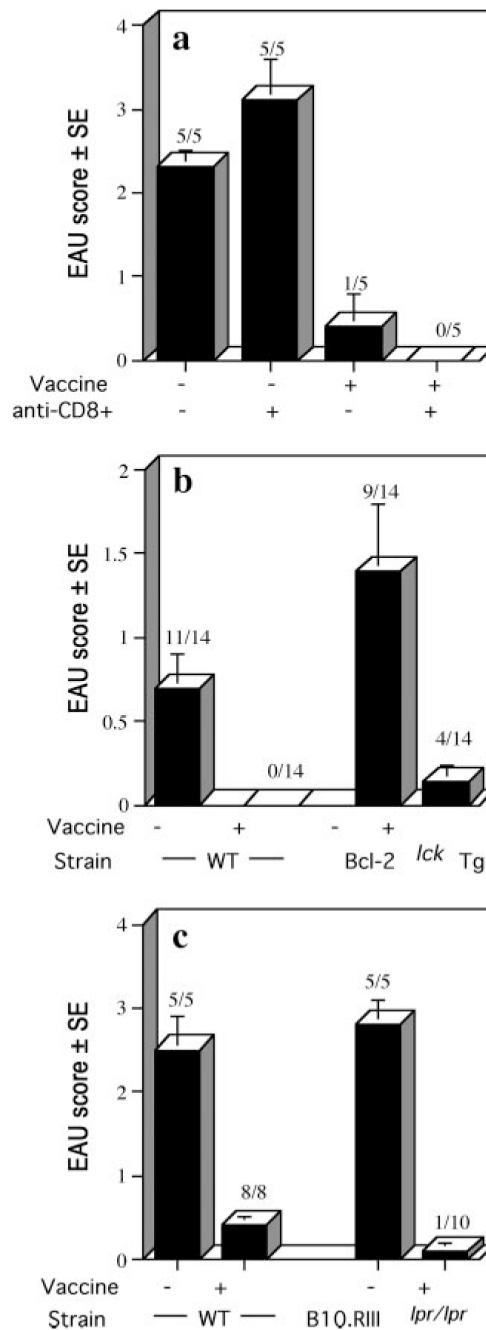 a
4
3
2
1
0
EAU score ± SE
5/5
5/5
1/5
0/5
Vaccine - - + +
anti-CD8+ - + - +
b
2
1.5
1
0.5
0
EAU score ± SE
11/14
0/14
9/14
4/14
Vaccine - + - +
Strain — WT — Bcl-2 lck Tg
c
4
3
2
1
0
EAU score ± SE
5/5
8/8
5/5
1/10
Vaccine - + - +
Strain — WT — B10.RIII lpr/lpr